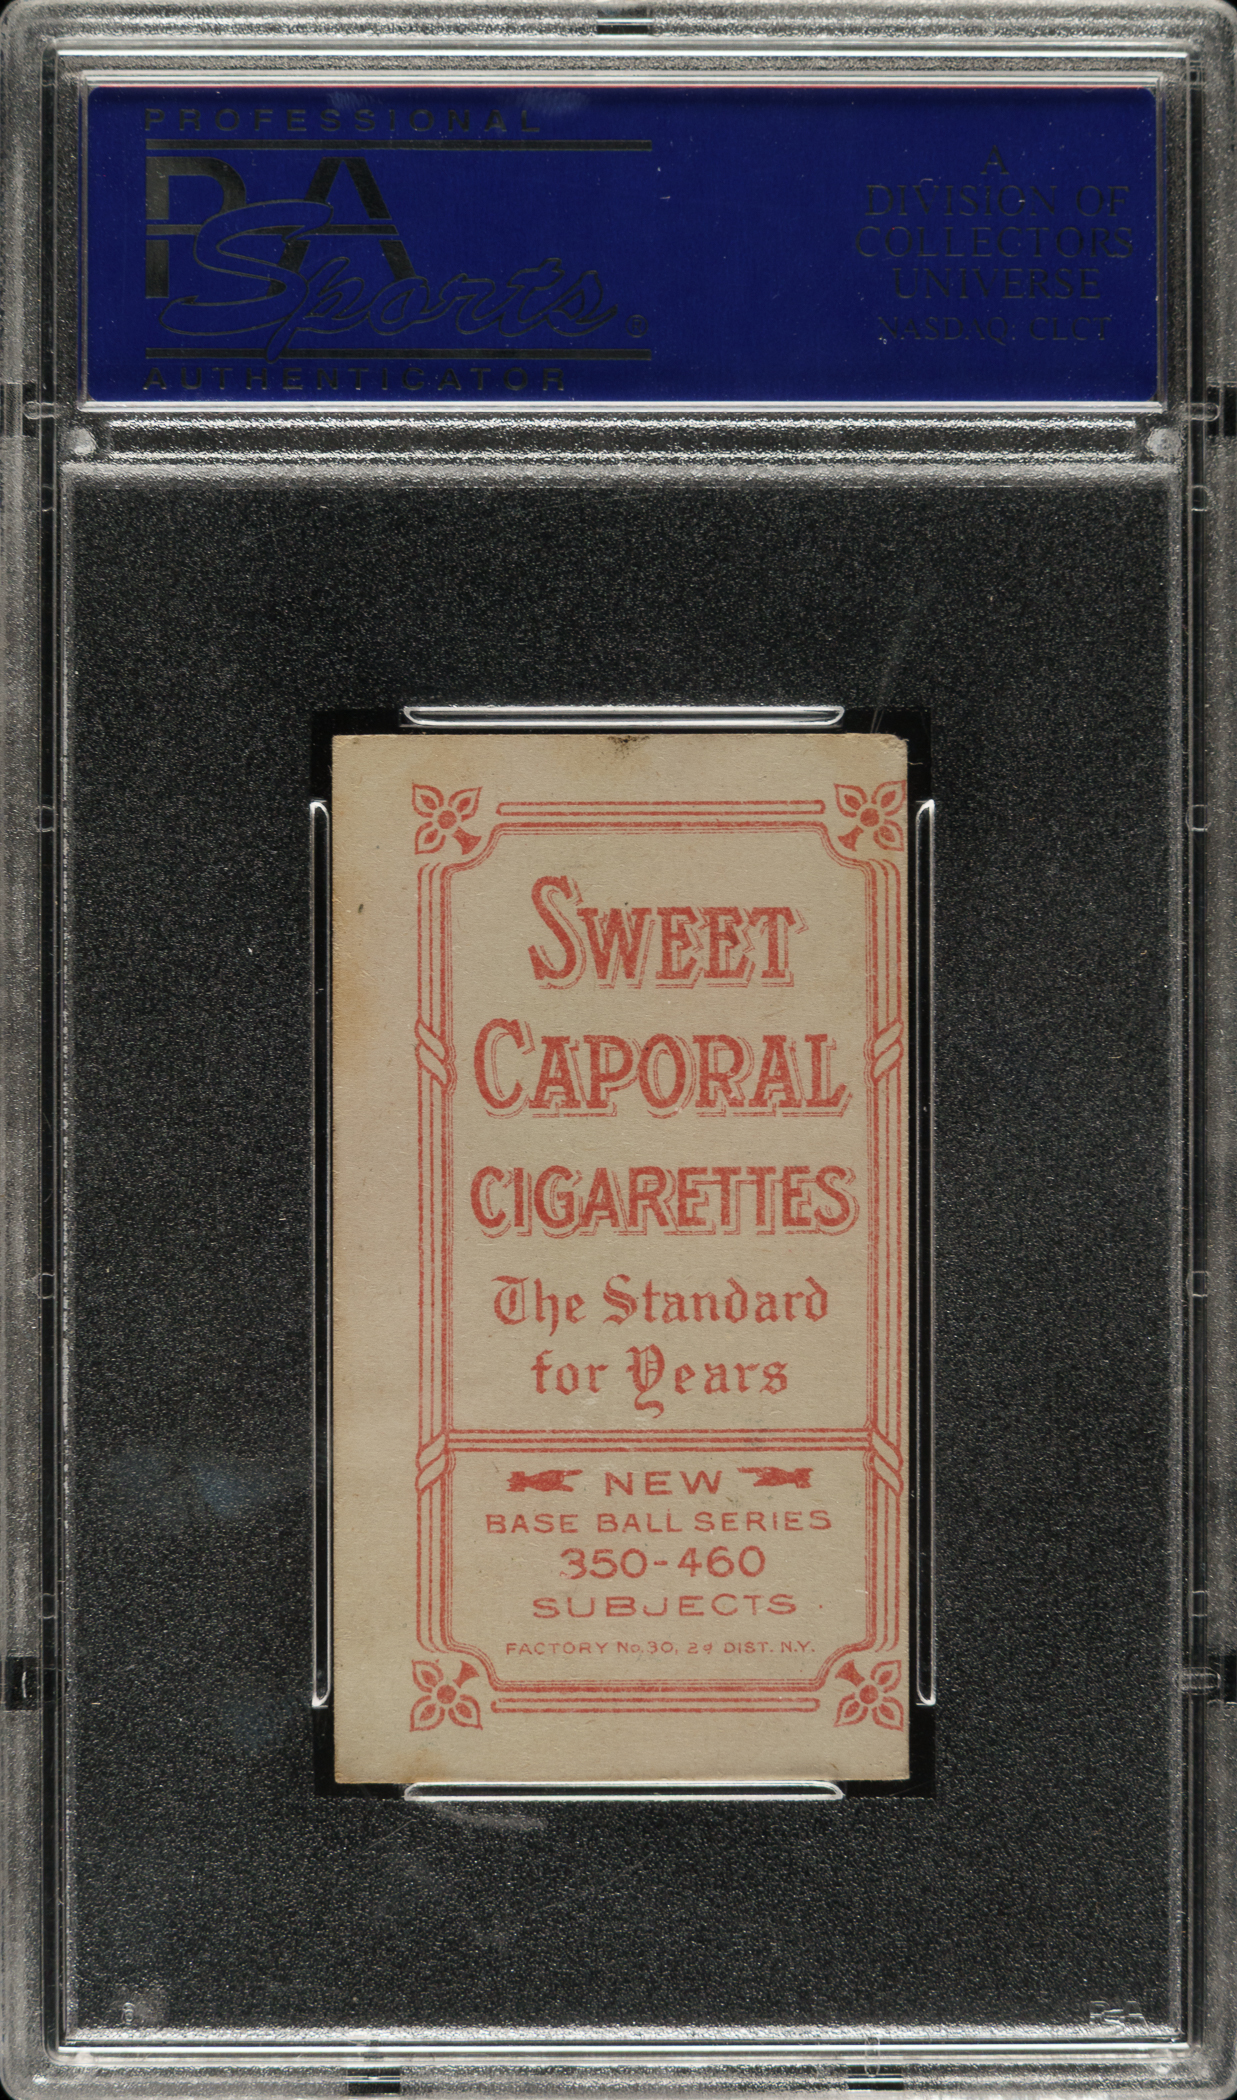 PROFESSIONAL
PSA
Sports ®
AUTHENTICATOR
A
DIVISION OF
COLLECTORS
UNIVERSE
NASDAQ: CLCT
SWEET
CAPORAL
CIGARETTES
The Standard
for Years
NEW
BASE BALL SERIES
350-460
SUBJECTS
FACTORY No. 30, 2d DIST. N.Y.
PSA